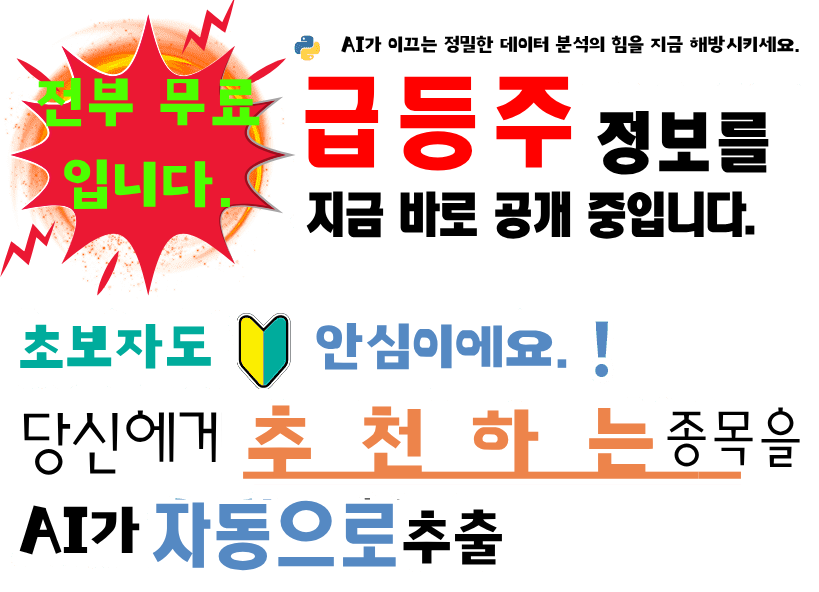 AI가 이끄는 정밀한 데이터 분석의 힘을 지금 해방시키세요.
전부 무료
입니다.
급등주 정보를
지금 바로 공개 중입니다.
초보자도 안심이에요. !
당신에게 추천하는 종목을
AI가 자동으로추출